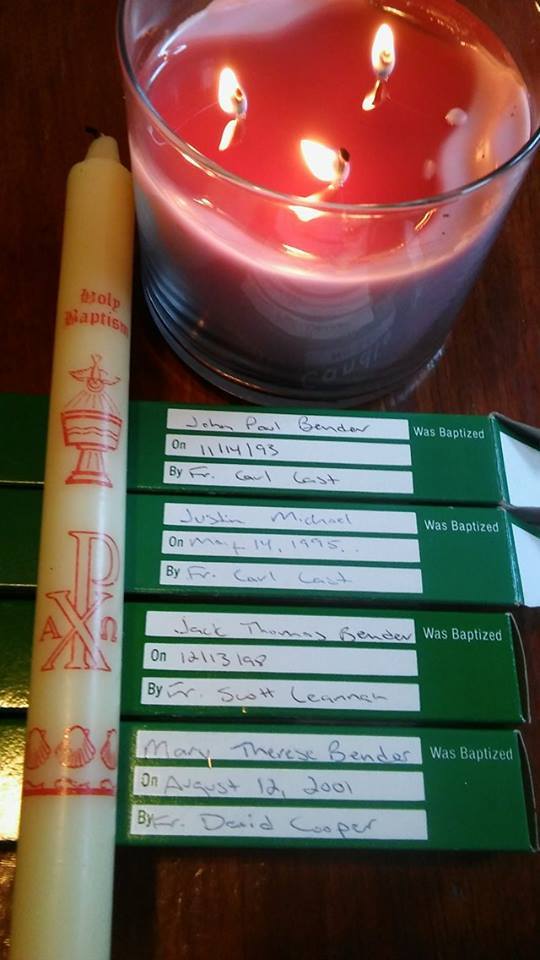 Candle
Holy
Baptism
P
X
Α Ω
John Paul Bender
Was Baptized
On 11/14/93
By Fr. Carl Cast
Justin Michael
Was Baptized
On May 14, 1995.
By Fr. Carl Cast
Jack Thomas Bender
Was Baptized
On 12/13/98
By Fr. Scott Leannah
Mary Therese Bender
Was Baptized
On August 12, 2001
By Fr. David Cooper